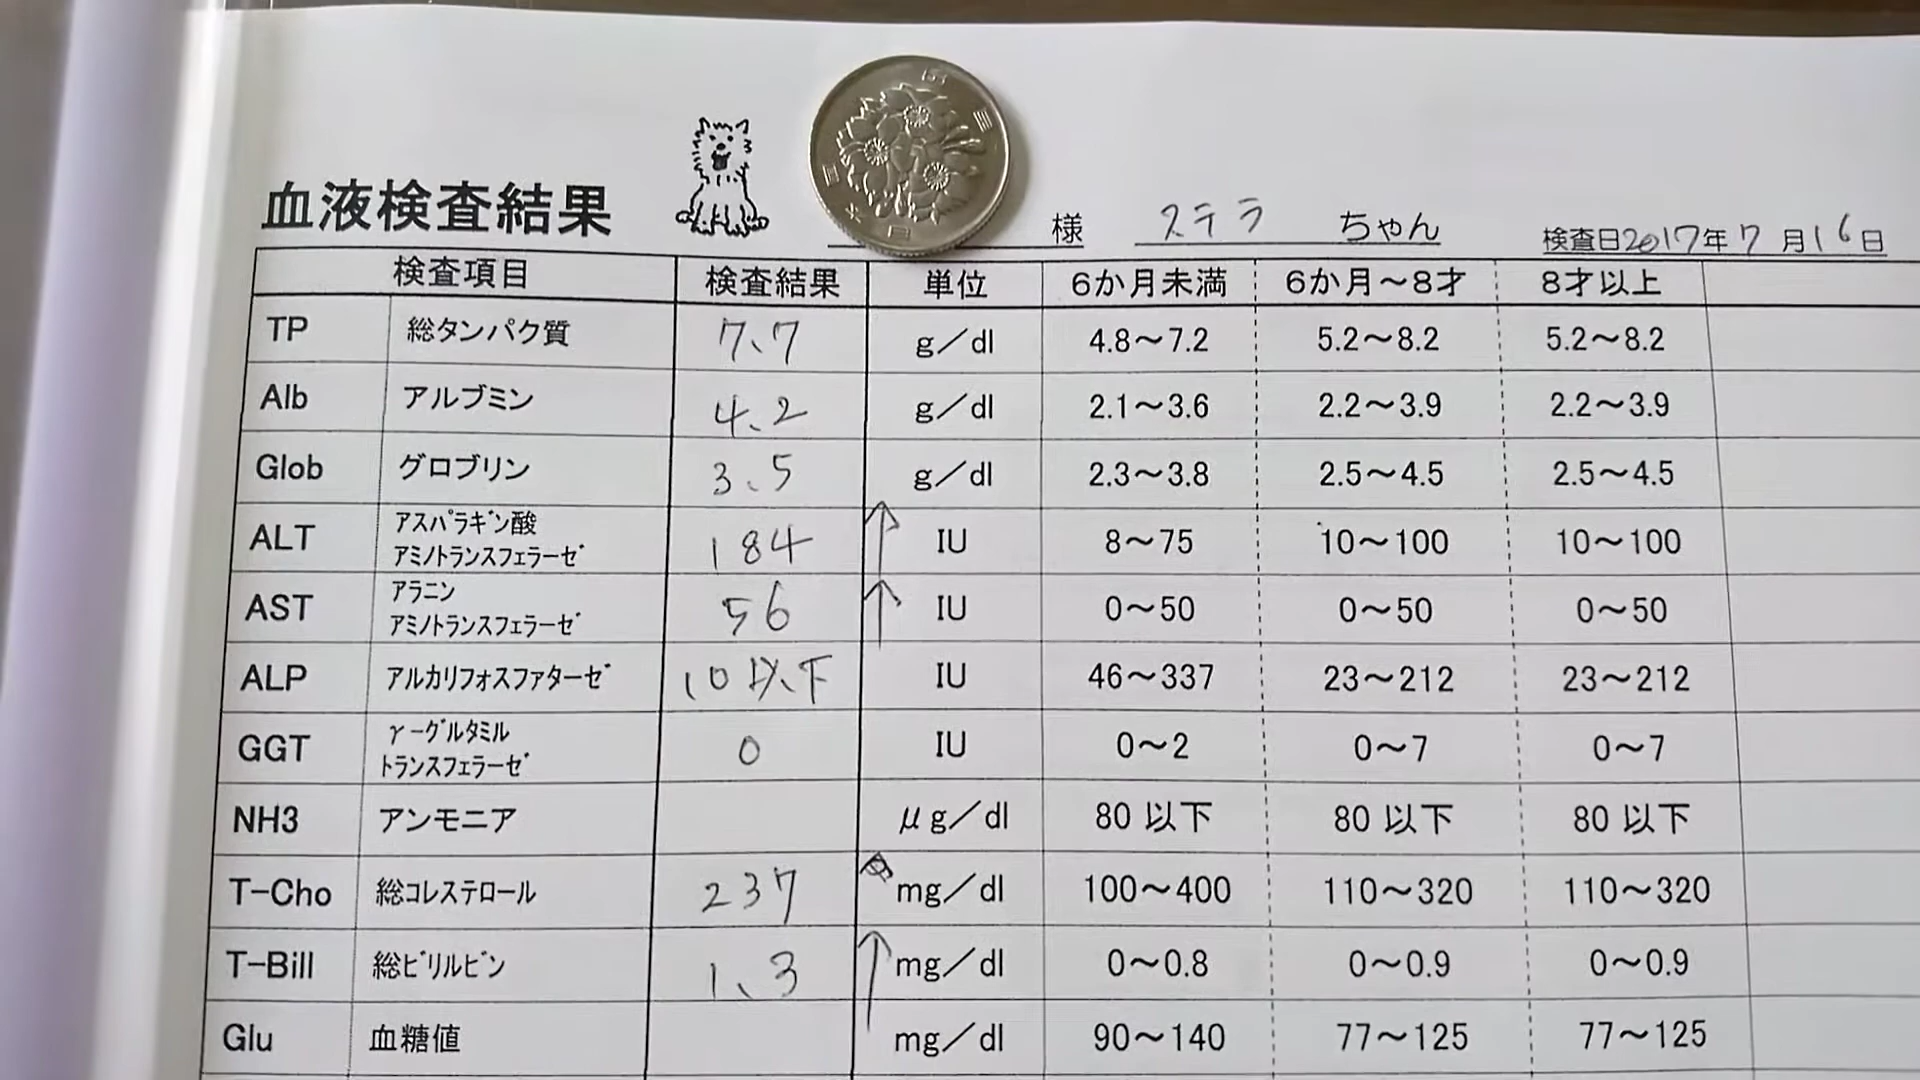 血液検査結果 様 ステラ ちゃん 検査日2017年7月16日
検査項目 検査結果 単位 6か月未満 6か月～8才 8才以上
TP 総タンパク質 7.7 g／dl 4.8～7.2 5.2～8.2 5.2～8.2
Alb アルブミン 4.2 g／dl 2.1～3.6 2.2～3.9 2.2～3.9
Glob グロブリン 3.5 g／dl 2.3～3.8 2.5～4.5 2.5～4.5
ALT ｱｽﾊﾟﾗｷﾞﾝ酸 ｱﾐﾉﾄﾗﾝｽﾌｪﾗｰｾﾞ 184 ↑ IU 8～75 10～100 10～100
AST ｱﾗﾆﾝ ｱﾐﾉﾄﾗﾝｽﾌｪﾗｰｾﾞ 56 ↑ IU 0～50 0～50 0～50
ALP ｱﾙｶﾘﾌｫｽﾌｧﾀｰｾﾞ 10以下 IU 46～337 23～212 23～212
GGT γｰｸﾞﾙﾀﾐﾙ ﾄﾗﾝｽﾌｪﾗｰｾﾞ 0 IU 0～2 0～7 0～7
NH3 アンモニア μg／dl 80 以下 80 以下 80 以下
T-Cho 総ｺﾚｽﾃﾛｰﾙ 237 mg／dl 100～400 110～320 110～320
T-Bill 総ﾋﾞﾘﾙﾋﾞﾝ 1.3 ↑ mg／dl 0～0.8 0～0.9 0～0.9
Glu 血糖値 mg／dl 90～140 77～125 77～125